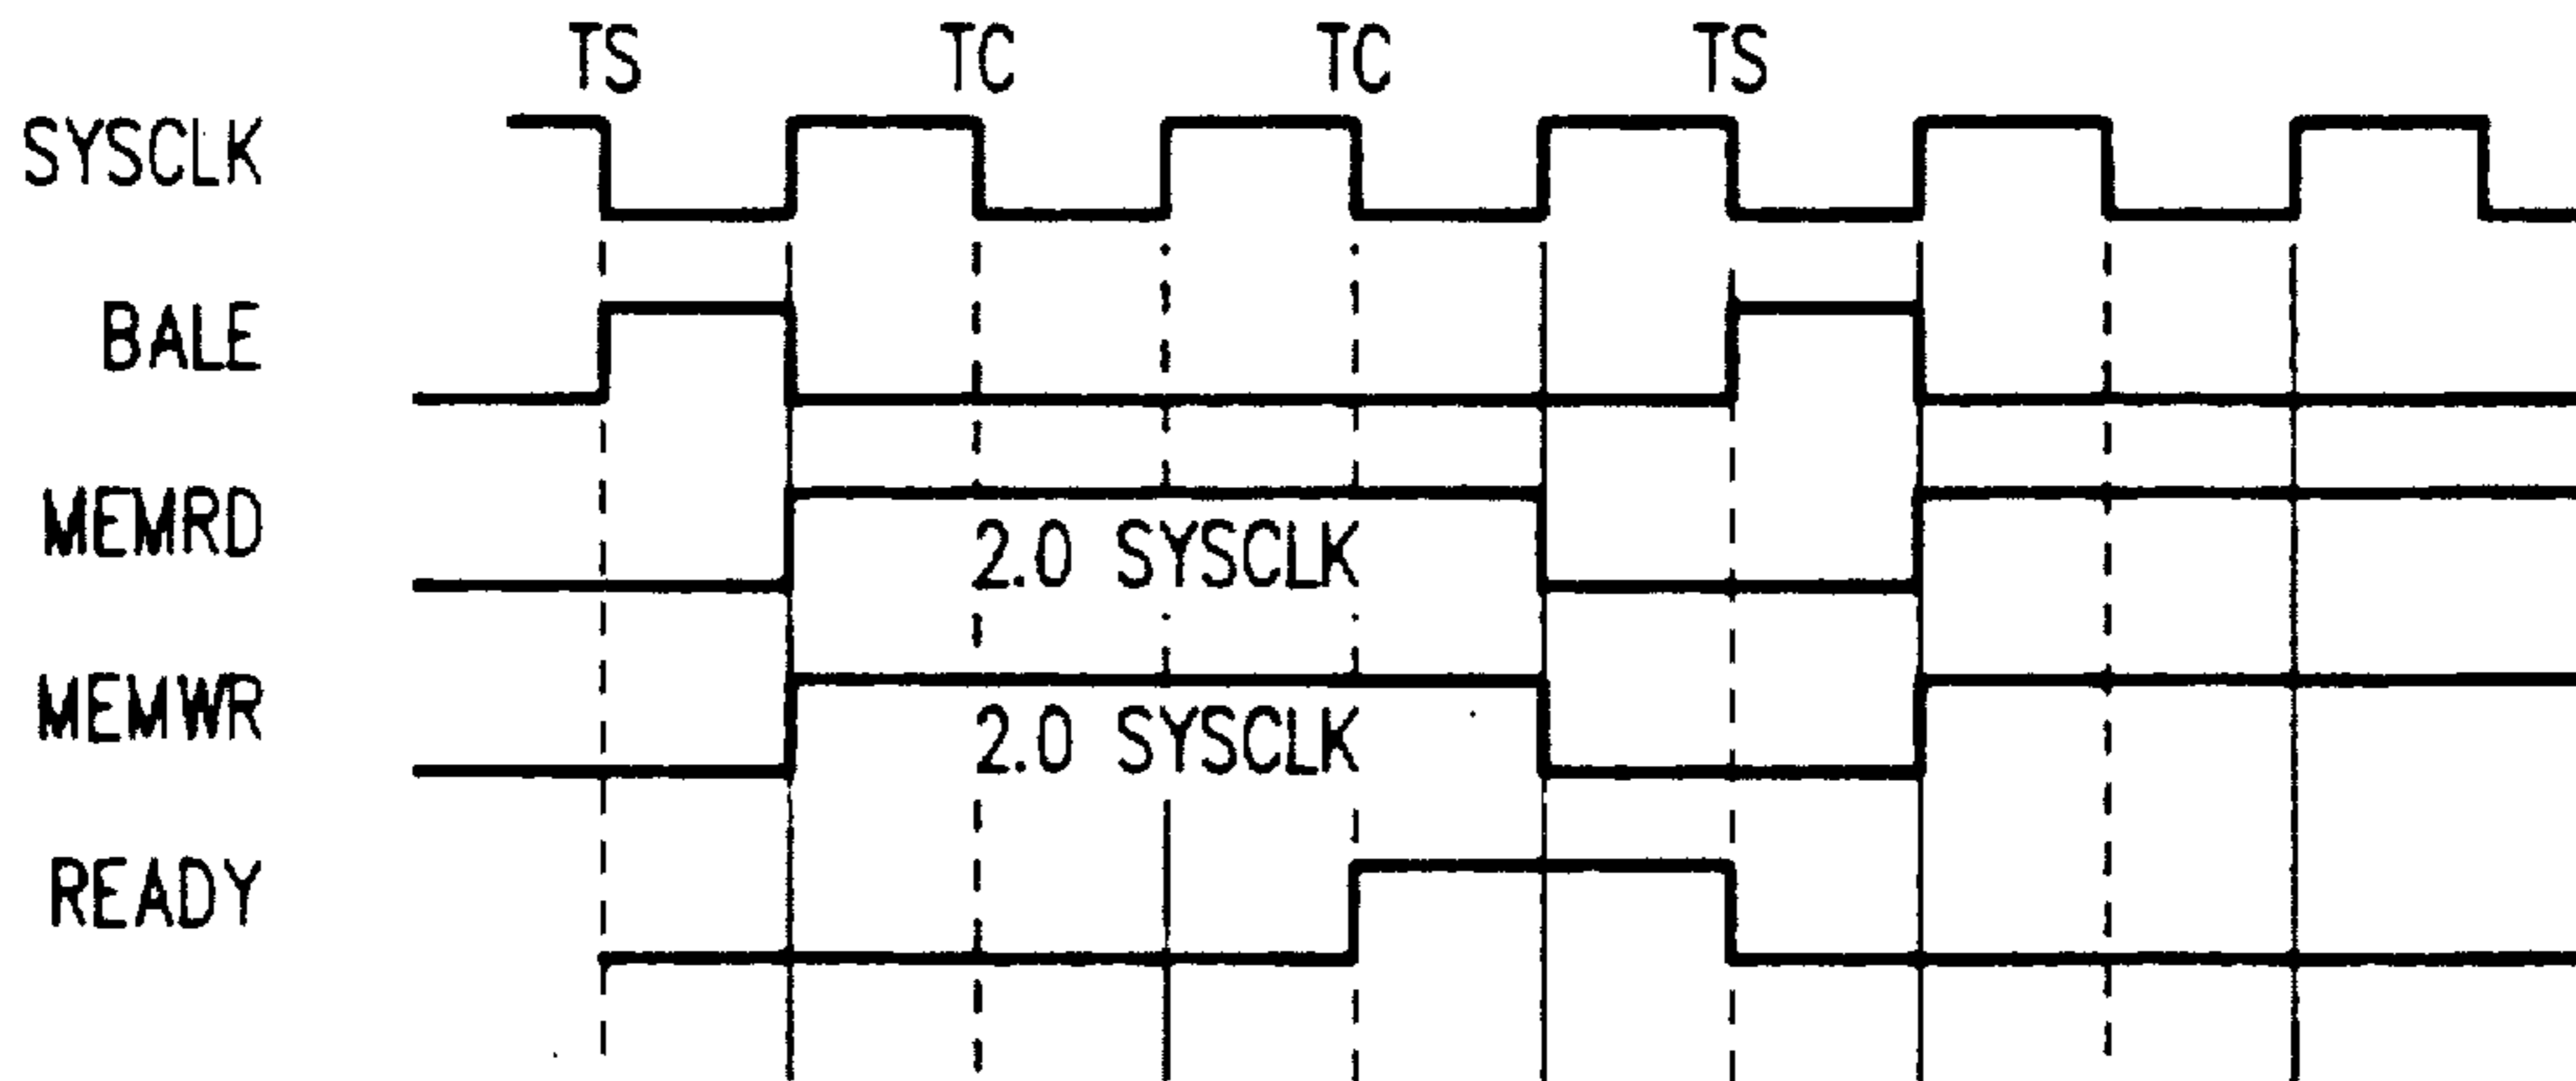 TS TC TC TS
SYSCLK
BALE
MEMRD
2.0 SYSCLK
MEMWR
2.0 SYSCLK
READY